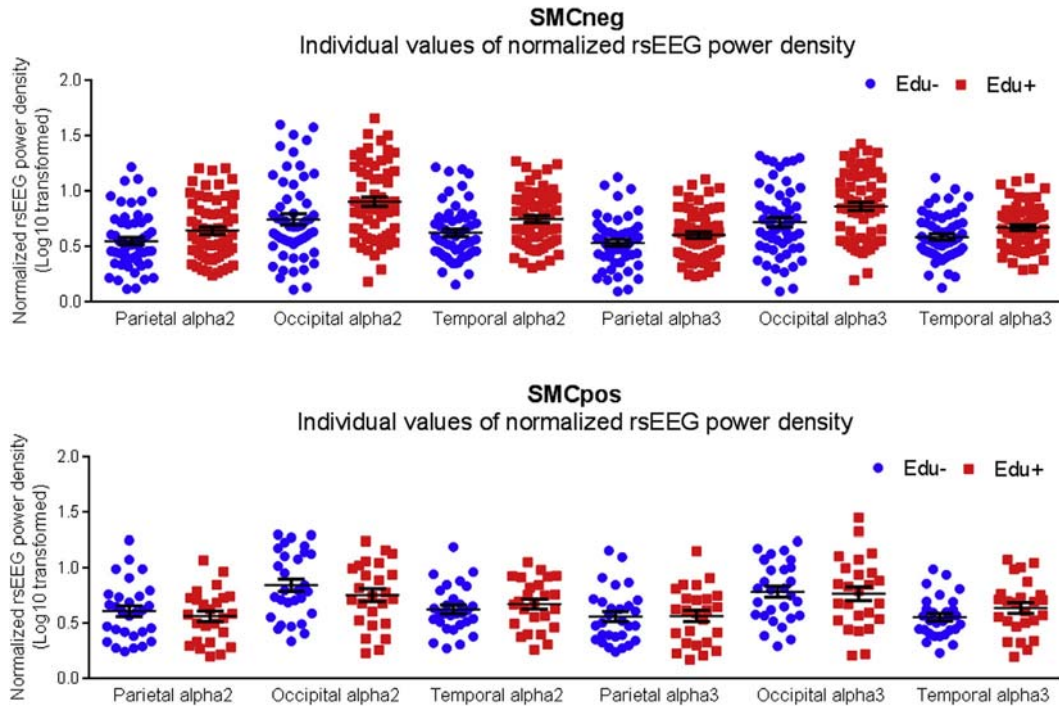 SMCneg
Individual values of normalized rsEEG power density
Edu- Edu+
Normalized rsEEG power density
(Log10 transformed)
2.0
1.5
1.0
0.5
0.0
Parietal alpha2 Occipital alpha2 Temporal alpha2 Parietal alpha3 Occipital alpha3 Temporal alpha3
SMCpos
Individual values of normalized rsEEG power density
Edu- Edu+
Normalized rsEEG power density
(Log10 transformed)
2.0
1.5
1.0
0.5
0.0
Parietal alpha2 Occipital alpha2 Temporal alpha2 Parietal alpha3 Occipital alpha3 Temporal alpha3